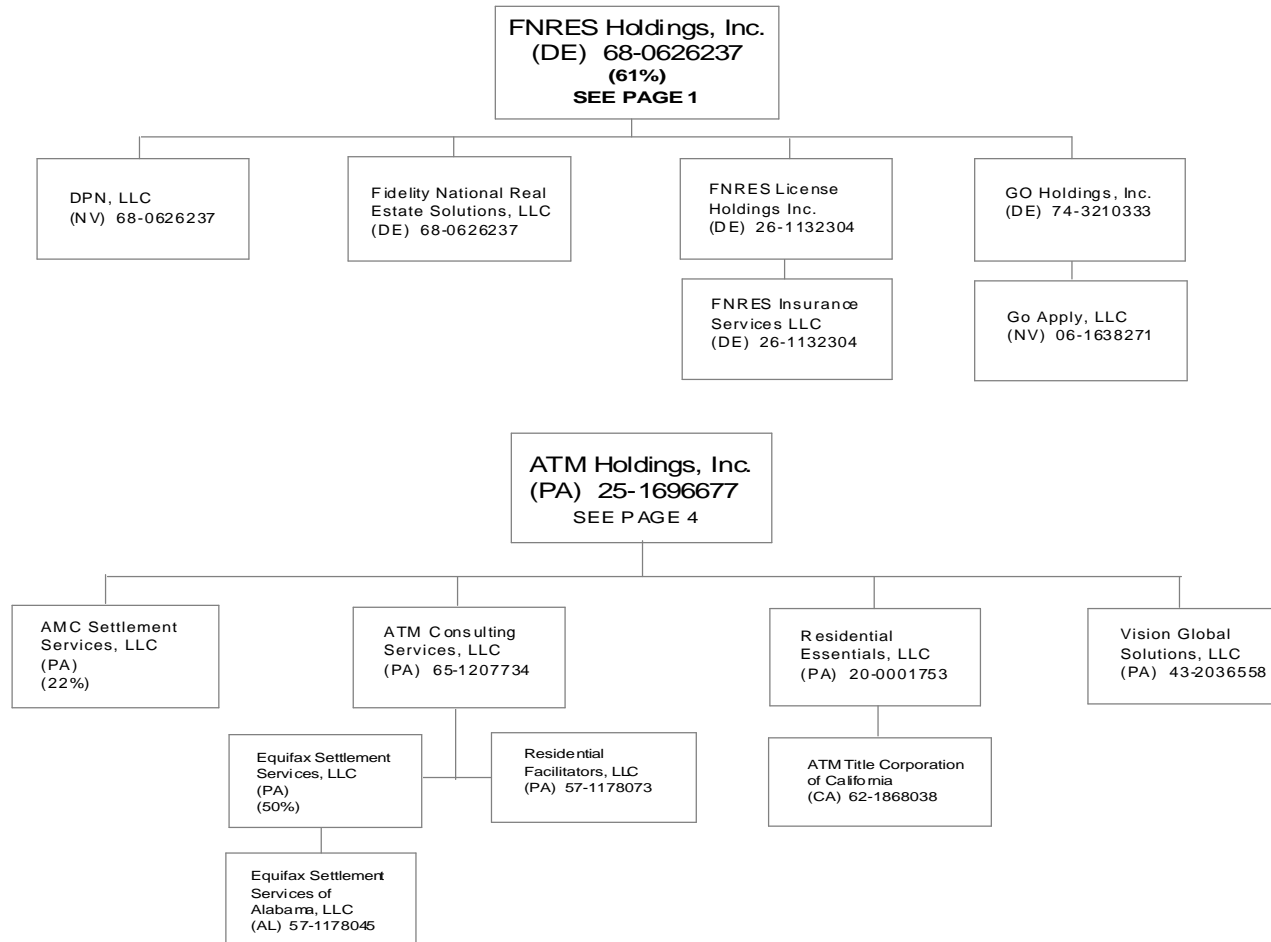 FNRES Holdings, Inc.
(DE) 68-0626237
(61%)
SEE PAGE 1
DPN, LLC
(NV) 68-0626237
Fidelity National Real
Estate Solutions, LLC
(DE) 68-0626237
FNRES License
Holdings Inc.
(DE) 26-1132304
GO Holdings, Inc.
(DE) 74-3210333
FNRES Insurance
Services LLC
(DE) 26-1132304
Go Apply, LLC
(NV) 06-1638271
ATM Holdings, Inc.
(PA) 25-1696677
SEE PAGE 4
AMC Settlement
Services, LLC
(PA)
(22%)
ATM Consulting
Services, LLC
(PA) 65-1207734
Residential
Essentials, LLC
(PA) 20-0001753
Vision Global
Solutions, LLC
(PA) 43-2036558
Equifax Settlement
Services, LLC
(PA)
(50%)
Residential
Facilitators, LLC
(PA) 57-1178073
ATM Title Corporation
of California
(CA) 62-1868038
Equifax Settlement
Services of
Alabama, LLC
(AL) 57-1178045